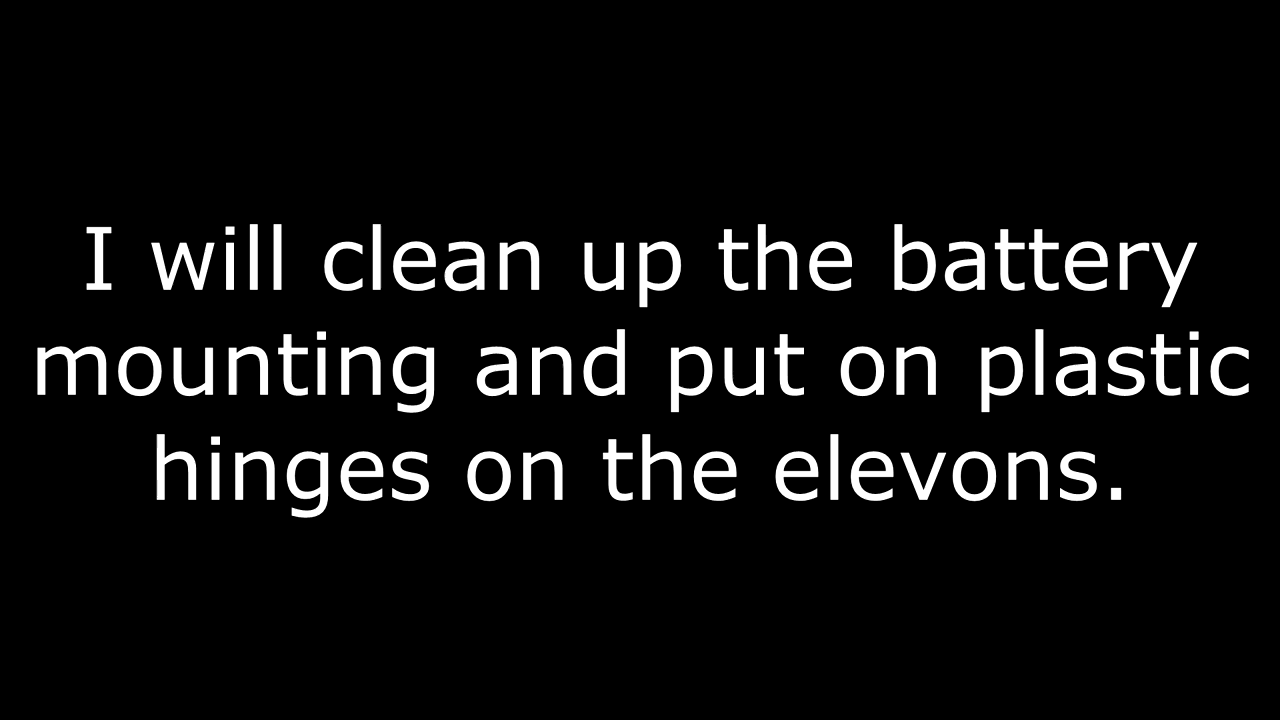 I will clean up the battery
mounting and put on plastic
hinges on the elevons.